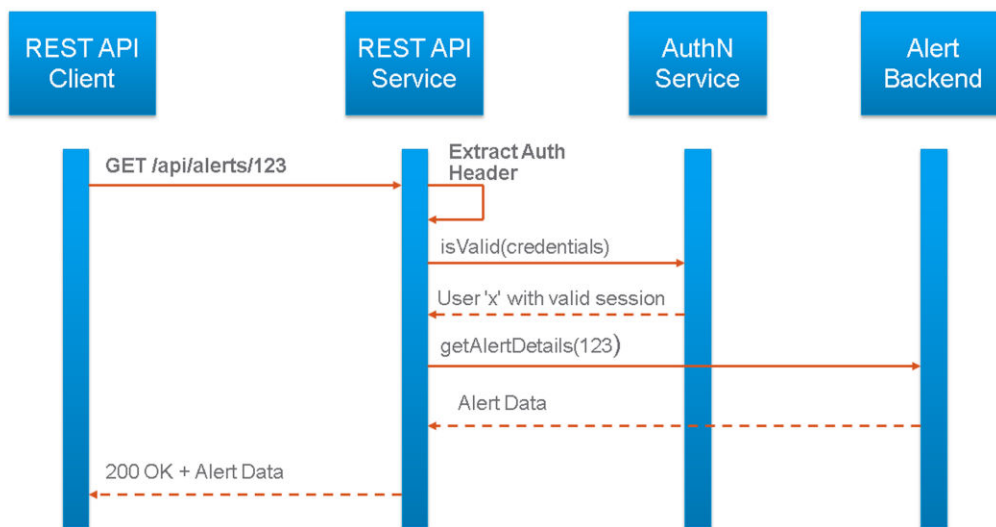 REST API
Client
REST API
Service
AuthN
Service
Alert
Backend
GET /api/alerts/123
Extract Auth
Header
isValid(credentials)
User 'x' with valid session
getAlertDetails(123)
Alert Data
200 OK + Alert Data